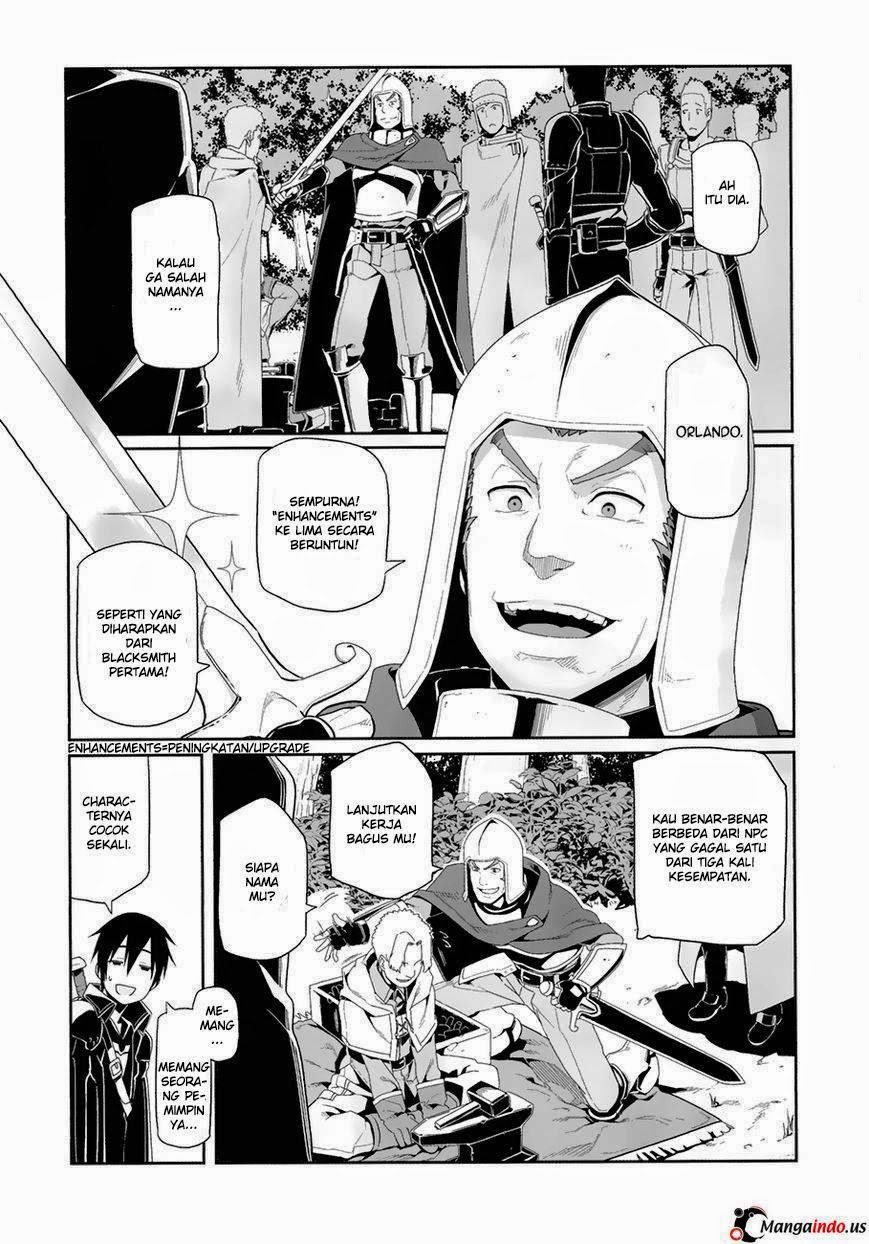 AH
ITU DIA.
KALAU
GA SALAH
NAMANYA
...
ORLANDO.
SEMPURNA!
"ENHANCEMENTS"
KE LIMA SECARA
BERUNTUN!
SEPERTI YANG
DIHARAPKAN
DARI
BLACKSMITH
PERTAMA!
ENHANCEMENTS=PENINGKATAN/UPGRADE
KAU BENAR-BENAR
BERBEDA DARI NPC
YANG GAGAL SATU
DARI TIGA KALI
KESEMPATAN.
LANJUTKAN
KERJA
BAGUS MU!
SIAPA
NAMA
MU?
CHARAC-
TERNYA
COCOK
SEKALI.
ME-
MANG
...
MEMANG
SEORA-
NG PE-
MIMPIN
YA...
Mangaindo.us